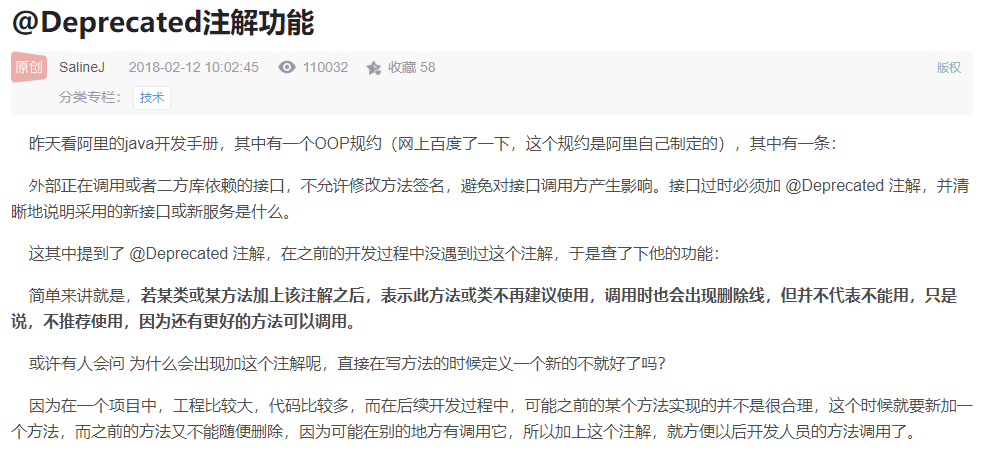 @Deprecated注解功能
原创 SalineJ 2018-02-12 10:02:45 110032 收藏 58 版权
分类专栏： 技术
昨天看阿里的java开发手册，其中有一个OOP规约（网上百度了一下，这个规约是阿里自己制定的），其中有一条：
外部正在调用或者二方库依赖的接口，不允许修改方法签名，避免对接口调用方产生影响。接口过时必须加 @Deprecated 注解，并清
晰地说明采用的新接口或新服务是什么。
这其中提到了 @Deprecated 注解，在之前的开发过程中没遇到过这个注解，于是查了下他的功能：
简单来讲就是，若某类或某方法加上该注解之后，表示此方法或类不再建议使用，调用时也会出现删除线，但并不代表不能用，只是
说，不推荐使用，因为还有更好的方法可以调用。
或许有人会问 为什么会出现加这个注解呢，直接在写方法的时候定义一个新的不就好了吗？
因为在一个项目中，工程比较大，代码比较多，而在后续开发过程中，可能之前的某个方法实现的并不是很合理，这个时候就要新加一
个方法，而之前的方法又不能随便删除，因为可能在别的地方有调用它，所以加上这个注解，就方便以后开发人员的方法调用了。